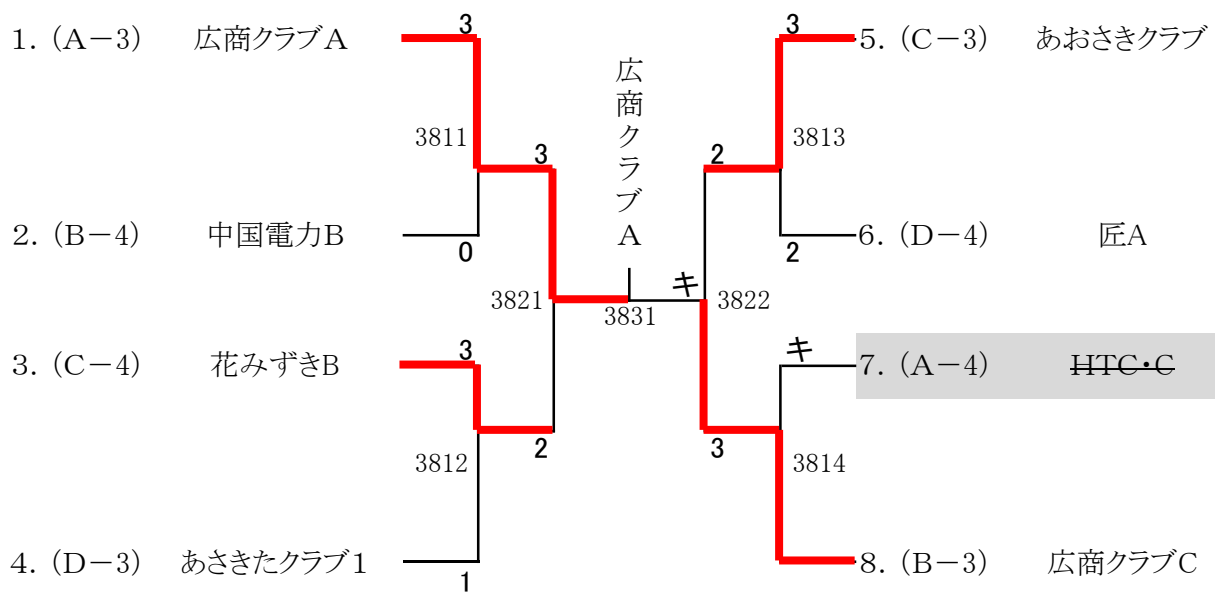 3 3
1. (A-3) 広商クラブA 5. (C-3) あおさきクラブ
広商クラブA
3811 3813
3 2
2. (B-4) 中国電力B 6. (D-4) 匠A
0 2
キ
3821 3831 3822
3 キ
3. (C-4) 花みずきB 7. (A-4) HTC・C
2 3
3812 3814
4. (D-3) あさきたクラブ1 8. (B-3) 広商クラブC
1